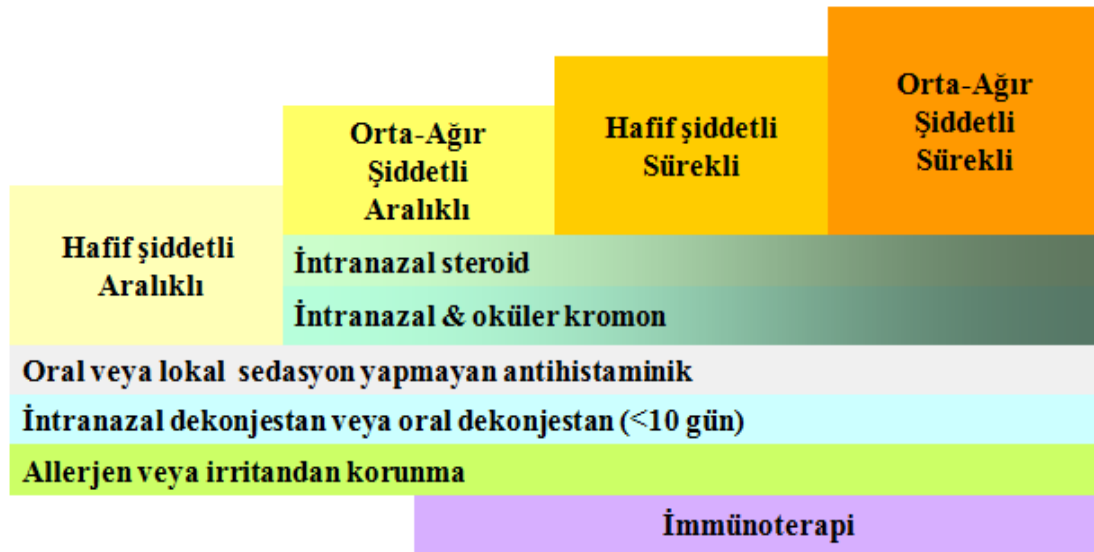 Hafif şiddetli
Aralıklı
Orta-Ağır
Şiddetli
Aralıklı
Hafif şiddetli
Sürekli
Orta-Ağır
Şiddetli
Sürekli
İntranazal steroid
İntranazal & oküler kromon
Oral veya lokal sedasyon yapmayan antihistaminik
İntranazal dekonjestan veya oral dekonjestan (<10 gün)
Allerjen veya irritandan korunma
İmmünoterapi